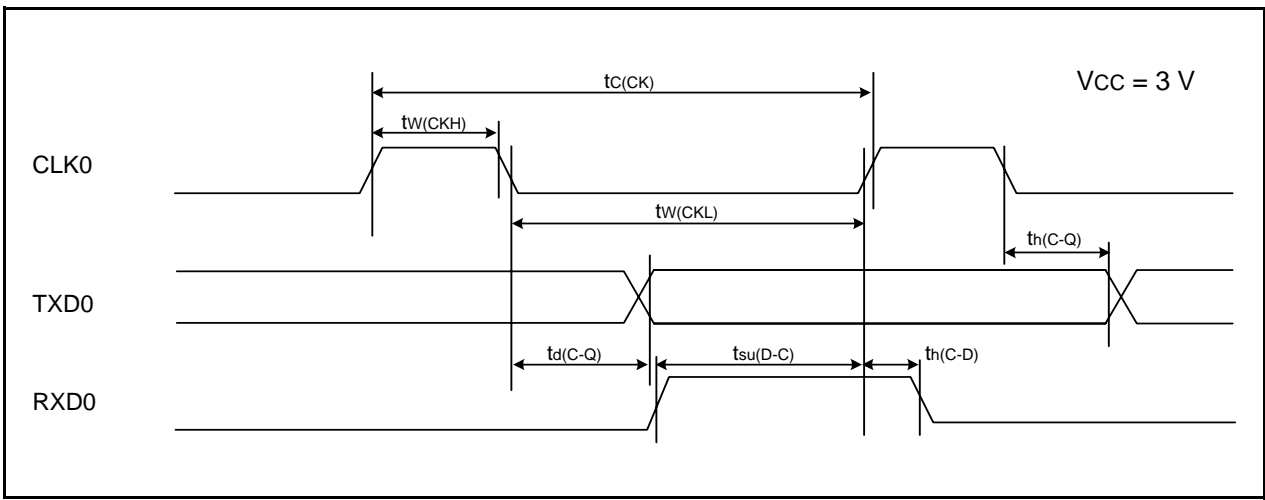 tC(CK)
VCC = 3 V
tW(CKH)
CLK0
tW(CKL)
th(C-Q)
TXD0
td(C-Q)
tsu(D-C)
th(C-D)
RXD0